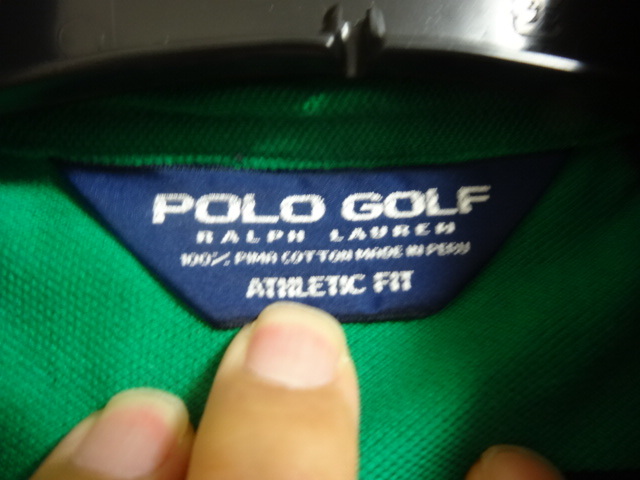 POLO GOLF
RALPH LAUREN
100% PIMA COTTON MADE IN PERU
ATHLETIC FIT